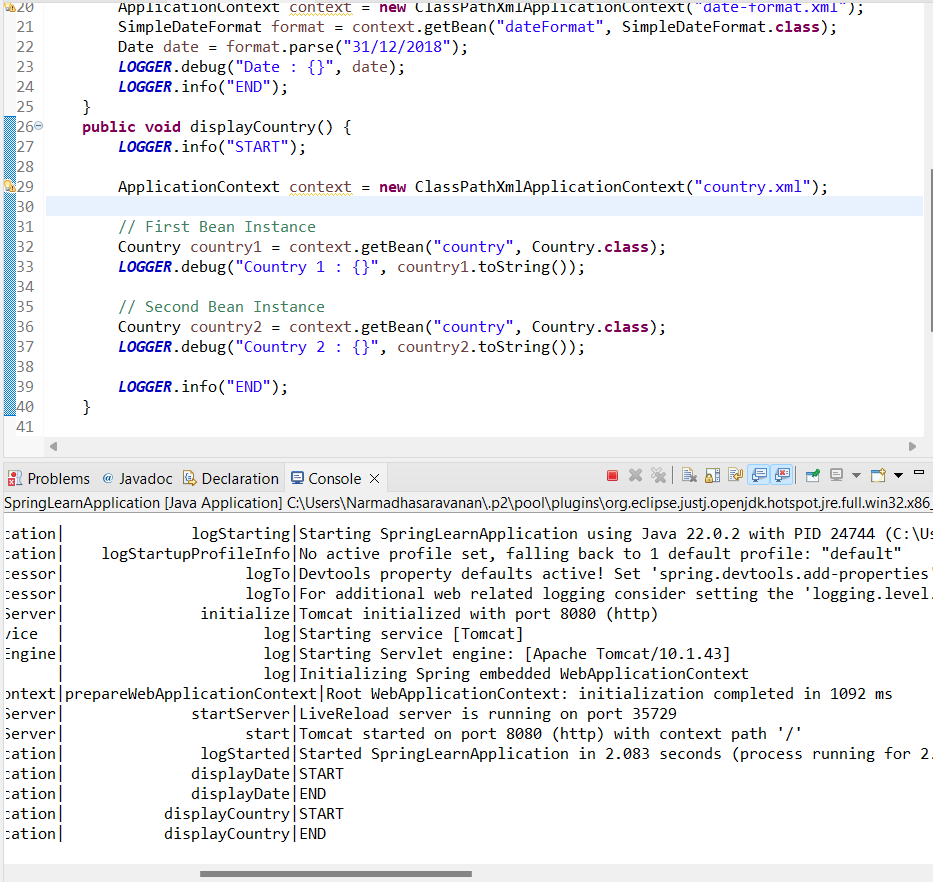 20 ApplicationContext context = new ClassPathXmlApplicationContext("date-format.xml");
21 SimpleDateFormat format = context.getBean("dateFormat", SimpleDateFormat.class);
22 Date date = format.parse("31/12/2018");
23 LOGGER.debug("Date : {}", date);
24 LOGGER.info("END");
25 }
26 public void displayCountry() {
27 LOGGER.info("START");
28
29 ApplicationContext context = new ClassPathXmlApplicationContext("country.xml");
30
31 // First Bean Instance
32 Country country1 = context.getBean("country", Country.class);
33 LOGGER.debug("Country 1 : {}", country1.toString());
34
35 // Second Bean Instance
36 Country country2 = context.getBean("country", Country.class);
37 LOGGER.debug("Country 2 : {}", country2.toString());
38
39 LOGGER.info("END");
40 }
41
Problems @ Javadoc Declaration Console
SpringLearnApplication [Java Application] C:\Users\Narmadhasaravanan\.p2\pool\plugins\org.eclipse.justj.openjdk.hotspot.jre.full.win32.x86_
cation| logStarting|Starting SpringLearnApplication using Java 22.0.2 with PID 24744 (C:\Us
cation| logStartupProfileInfo|No active profile set, falling back to 1 default profile: "default"
cessor| logTo|Devtools property defaults active! Set 'spring.devtools.add-properties'
cessor| logTo|For additional web related logging consider setting the 'logging.level.
Server| initialize|Tomcat initialized with port 8080 (http)
vice | log|Starting service [Tomcat]
Engine| log|Starting Servlet engine: [Apache Tomcat/10.1.43]
| log|Initializing Spring embedded WebApplicationContext
ontext|prepareWebApplicationContext|Root WebApplicationContext: initialization completed in 1092 ms
Server| startServer|LiveReload server is running on port 35729
Server| start|Tomcat started on port 8080 (http) with context path '/'
cation| logStarted|Started SpringLearnApplication in 2.083 seconds (process running for 2.
cation| displayDate|START
cation| displayDate|END
cation| displayCountry|START
cation| displayCountry|END